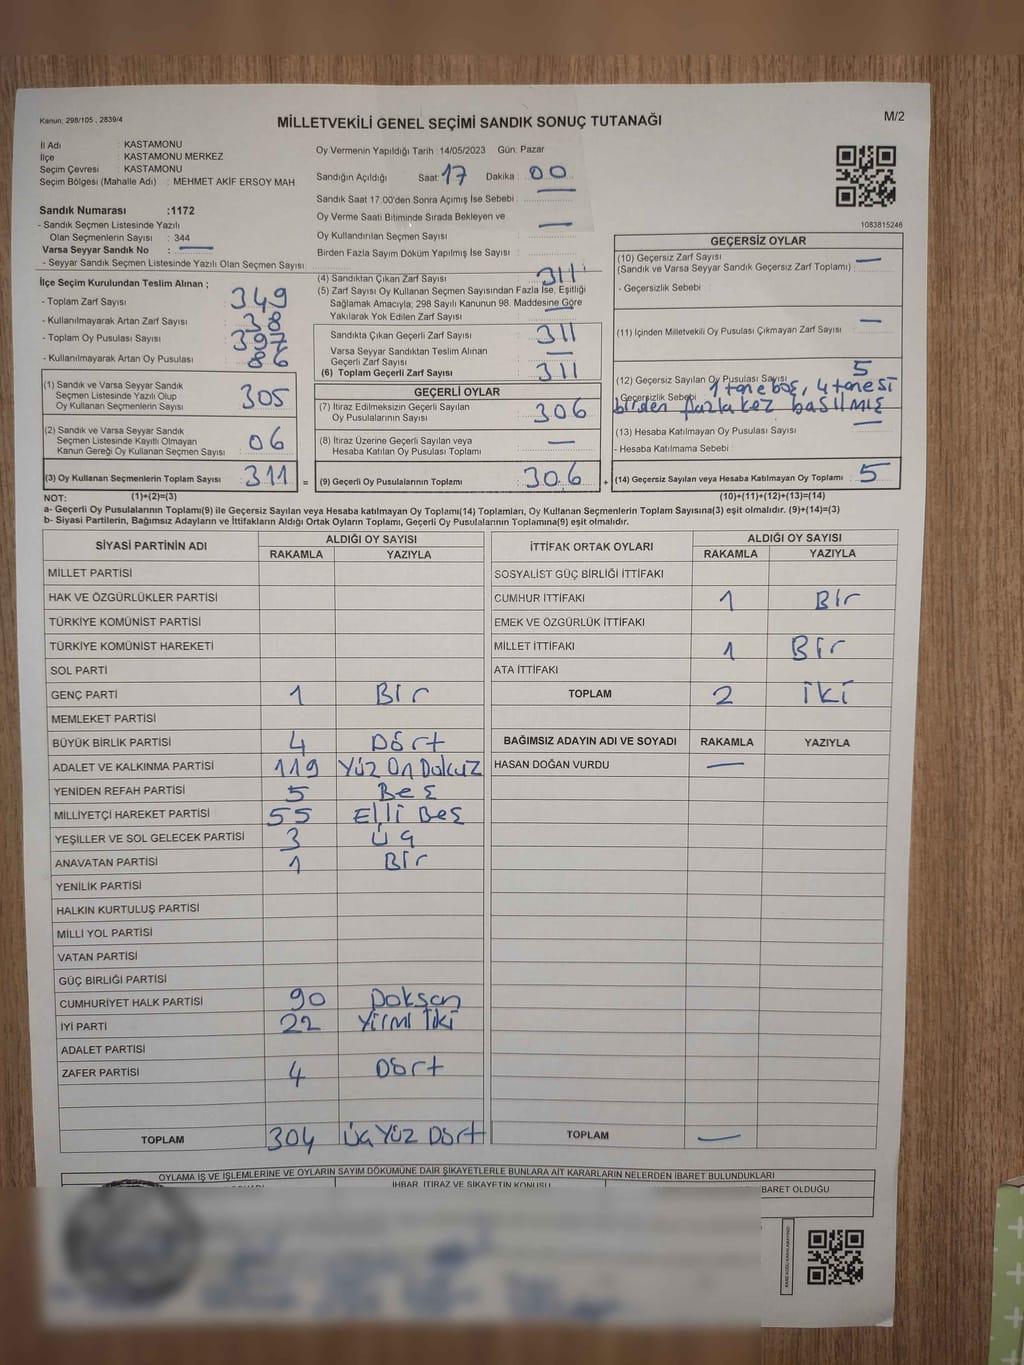 Kanun, 298/105 , 2839/4
MİLLETVEKİLİ GENEL SEÇİMİ SANDIK SONUÇ TUTANAĞI
M/2
İl Adı : KASTAMONU
İlçe : KASTAMONU MERKEZ
Seçim Çevresi : KASTAMONU
Seçim Bölgesi (Mahalle Adı) : MEHMET AKİF ERSOY MAH.
Sandık Numarası :1172
- Sandık Seçmen Listesinde Yazılı
Olan Seçmenlerin Sayısı : 344
Varsa Seyyar Sandık No : —
- Seyyar Sandık Seçmen Listesinde Yazılı Olan Seçmen Sayısı:
Oy Vermenin Yapıldığı Tarih :14/05/2023 Gün: Pazar
Sandığın Açıldığı Saat: 17 Dakika : 00
Sandık Saat 17.00'den Sonra Açımış İse Sebebi : —
Oy Verme Saati Bitiminde Sırada Bekleyen ve
Oy Kullandırılan Seçmen Sayısı : —
Birden Fazla Sayım Döküm Yapılmış İse Sayısı :
1083815246
İlçe Seçim Kurulundan Teslim Alınan ;
- Toplam Zarf Sayısı : 349
- Kullanılmayarak Artan Zarf Sayısı : 38
- Toplam Oy Pusulası Sayısı : 397
- Kullanılmayarak Artan Oy Pusulası : 86
(1) Sandık ve Varsa Seyyar Sandık
Seçmen Listesinde Yazılı Olup
Oy Kullanan Seçmenlerin Sayısı : 305
(2) Sandık ve Varsa Seyyar Sandık
Seçmen Listesinde Kayıtlı Olmayan
Kanun Gereği Oy Kullanan Seçmen Sayısı : 06
(3) Oy Kullanan Seçmenlerin Toplam Sayısı : 311 =
(4) Sandıktan Çıkan Zarf Sayısı : 311
(5) Zarf Sayısı Oy Kullanan Seçmen Sayısından Fazla İse, Eşitliği
Sağlamak Amacıyla, 298 Sayılı Kanunun 98. Maddesine Göre
Yakılarak Yok Edilen Zarf Sayısı : —
Sandıkta Çıkan Geçerli Zarf Sayısı : 311
Varsa Seyyar Sandıktan Teslim Alınan
Geçerli Zarf Sayısı : —
(6) Toplam Geçerli Zarf Sayısı : 311
GEÇERLİ OYLAR
(7) İtiraz Edilmeksizin Geçerli Sayılan
Oy Pusulalarının Sayısı : 306
(8) İtiraz Üzerine Geçerli Sayılan veya
Hesaba Katılan Oy Pusulası Toplamı : —
(9) Geçerli Oy Pusulalarının Toplamı : 306 +
GEÇERSİZ OYLAR
(10) Geçersiz Zarf Sayısı
(Sandık ve Varsa Seyyar Sandık Geçersiz Zarf Toplamı) : —
- Geçersizlik Sebebi :
(11) İçinden Milletvekili Oy Pusulası Çıkmayan Zarf Sayısı : —
(12) Geçersiz Sayılan Oy Pusulası Sayısı : 5
- Geçersizlik Sebebi : 1 tane boş, 4 tanesi
birden fazla kez basılmış
(13) Hesaba Katılmayan Oy Pusulası Sayısı : —
- Hesaba Katılmama Sebebi :
(14) Geçersiz Sayılan veya Hesaba Katılmayan Oy Toplamı : 5
NOT: (1)+(2)=(3) (10)+(11)+(12)+(13)=(14)
a- Geçerli Oy Pusulalarının Toplamı(9) ile Geçersiz Sayılan veya Hesaba katılmayan Oy Toplamı(14) Toplamları, Oy Kullanan Seçmenlerin Toplam Sayısına(3) eşit olmalıdır. (9)+(14)=(3)
b- Siyasi Partilerin, Bağımsız Adayların ve İttifakların Aldığı Ortak Oyların Toplamı, Geçerli Oy Pusulalarının Toplamına(9) eşit olmalıdır.
SİYASİ PARTİNİN ADI ALDIĞI OY SAYISI
RAKAMLA YAZIYLA
MİLLET PARTİSİ
HAK VE ÖZGÜRLÜKLER PARTİSİ
TÜRKİYE KOMÜNİST PARTİSİ
TÜRKİYE KOMÜNİST HAREKETİ
SOL PARTİ
GENÇ PARTİ 1 Bir
MEMLEKET PARTİSİ
BÜYÜK BİRLİK PARTİSİ 4 Dört
ADALET VE KALKINMA PARTİSİ 119 Yüz On Dokuz
YENİDEN REFAH PARTİSİ 5 Beş
MİLLİYETÇİ HAREKET PARTİSİ 55 Elli Beş
YEŞİLLER VE SOL GELECEK PARTİSİ 3 Üç
ANAVATAN PARTİSİ 1 Bir
YENİLİK PARTİSİ
HALKIN KURTULUŞ PARTİSİ
MİLLİ YOL PARTİSİ
VATAN PARTİSİ
GÜÇ BİRLİĞİ PARTİSİ
CUMHURİYET HALK PARTİSİ 90 Doksan
İYİ PARTİ 22 Yirmi İki
ADALET PARTİSİ
ZAFER PARTİSİ 4 Dört
TOPLAM 304 Üç Yüz Dört
İTTİFAK ORTAK OYLARI ALDIĞI OY SAYISI
RAKAMLA YAZIYLA
SOSYALİST GÜÇ BİRLİĞİ İTTİFAKI
CUMHUR İTTİFAKI 1 Bir
EMEK VE ÖZGÜRLÜK İTTİFAKI
MİLLET İTTİFAKI 1 Bir
ATA İTTİFAKI
TOPLAM 2 İki
BAĞIMSIZ ADAYIN ADI VE SOYADI RAKAMLA YAZIYLA
HASAN DOĞAN VURDU —
TOPLAM —
OYLAMA İŞ VE İŞLEMLERİNE VE OYLARIN SAYIM DÖKÜMÜNE DAİR ŞİKAYETLERLE BUNLARA AİT KARARLARIN NELERDEN İBARET BULUNDUKLARI
İHBAR, İTİRAZ VE ŞİKAYETİN KONUSU
BARET OLDUĞU